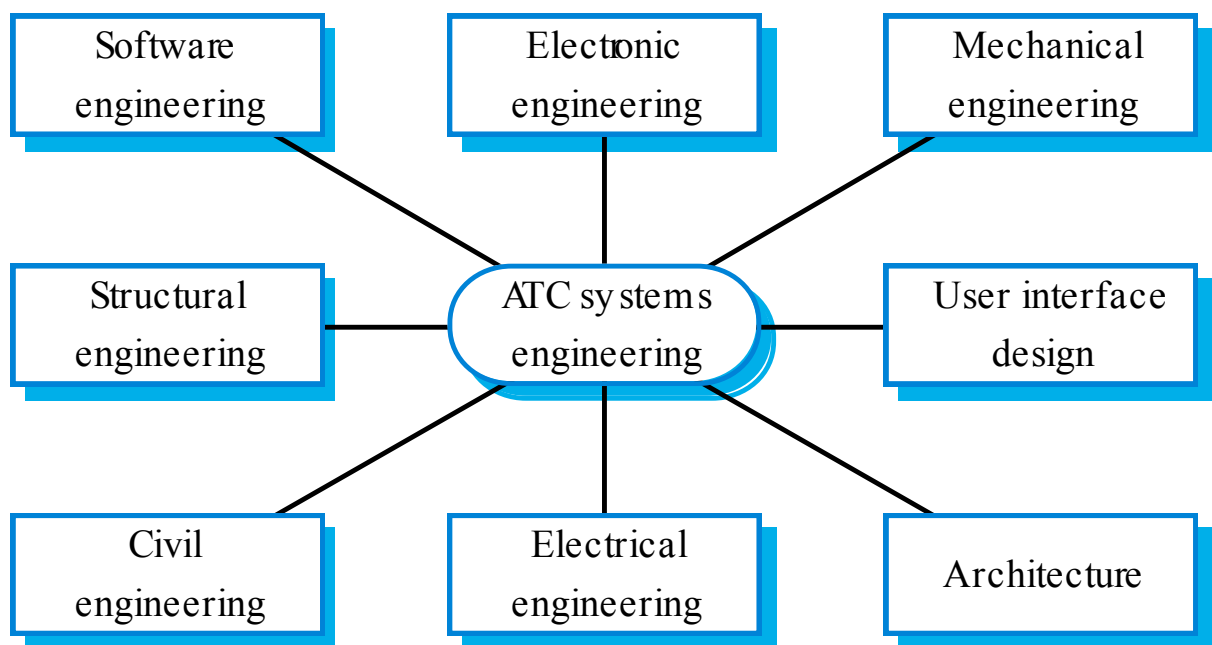 Software
engineering
Electronic
engineering
Mechanical
engineering
Structural
engineering
ATC systems
engineering
User interface
design
Civil
engineering
Electrical
engineering
Architecture